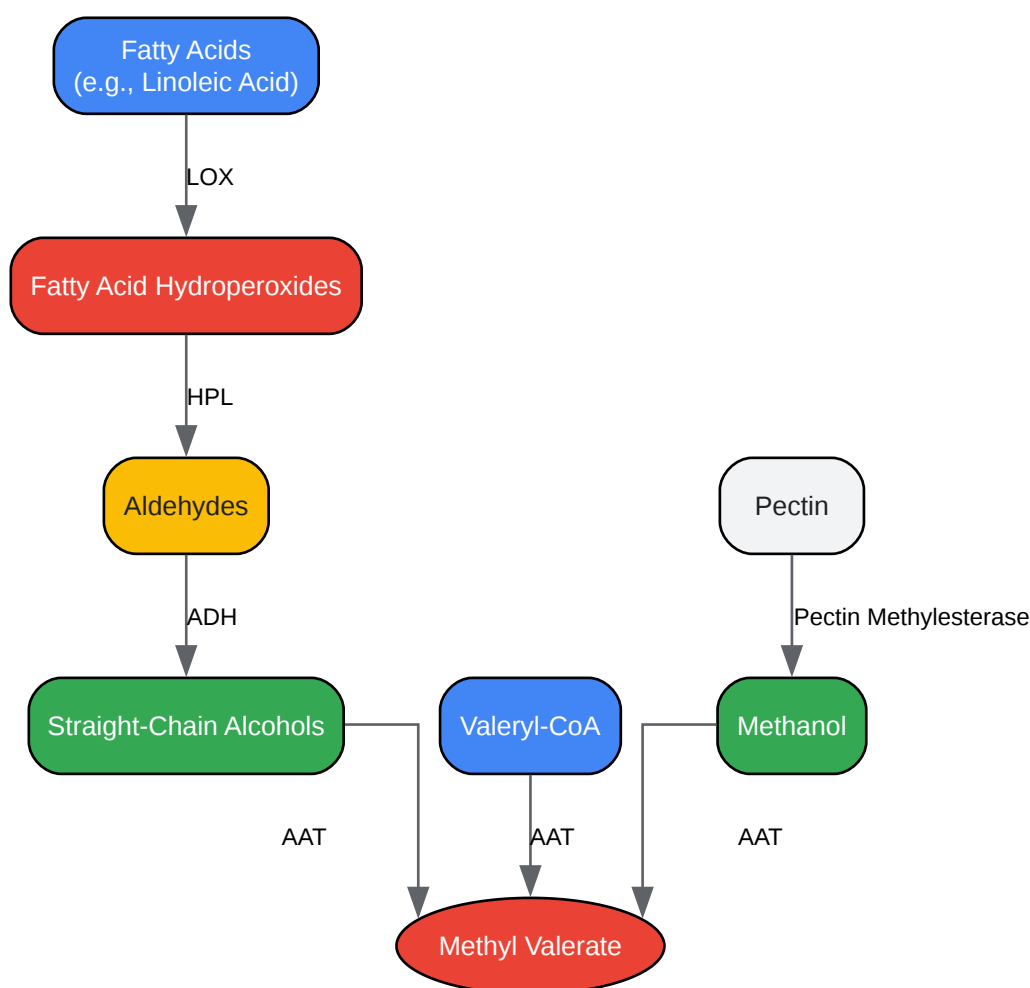 Fatty Acids
(e.g., Linoleic Acid)
LOX
Fatty Acid Hydroperoxides
HPL
Aldehydes
Pectin
ADH
Pectin Methylesterase
Straight-Chain Alcohols
Valeryl-CoA
Methanol
AAT
AAT
AAT
Methyl Valerate